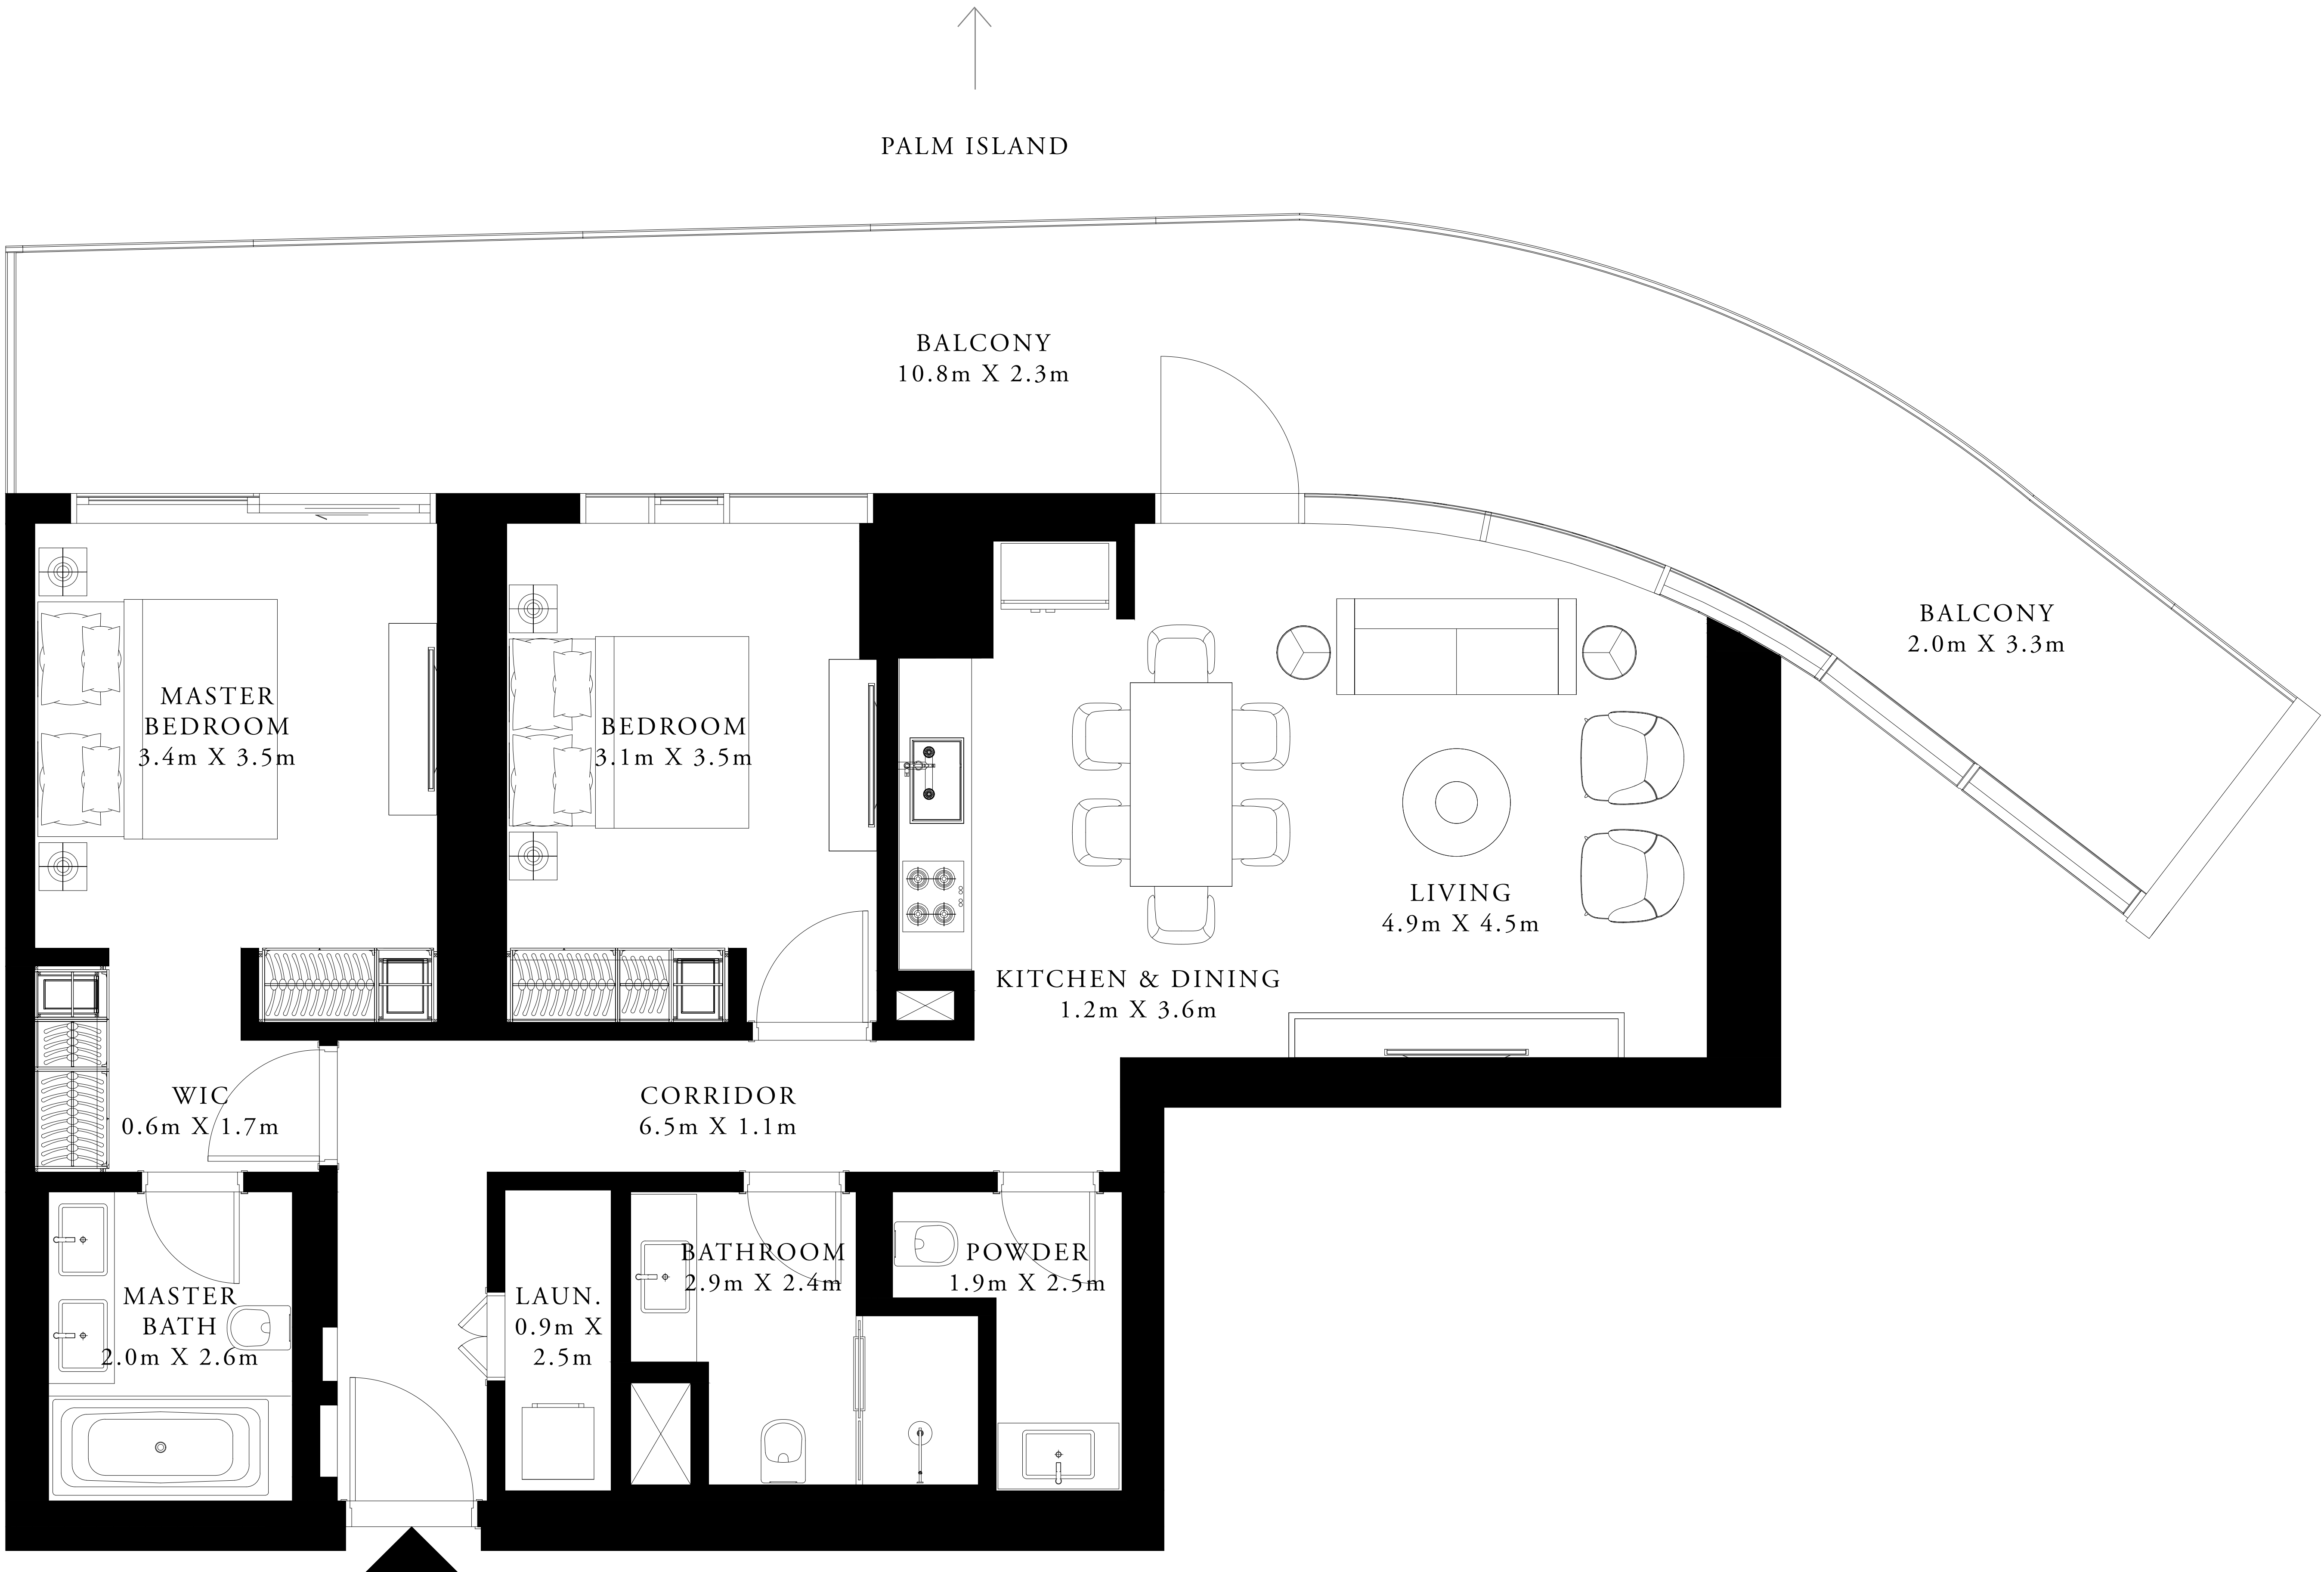 PALM ISLAND
BALCONY
10.8m X 2.3m
BALCONY
2.0m X 3.3m
MASTER
BEDROOM
3.4m X 3.5m
BEDROOM
3.1m X 3.5m
LIVING
4.9m X 4.5m
KITCHEN & DINING
1.2m X 3.6m
WIC
0.6m X 1.7m
CORRIDOR
6.5m X 1.1m
MASTER
BATH
2.0m X 2.6m
LAUN.
0.9m X
2.5m
BATHROOM
2.9m X 2.4m
POWDER
1.9m X 2.5m